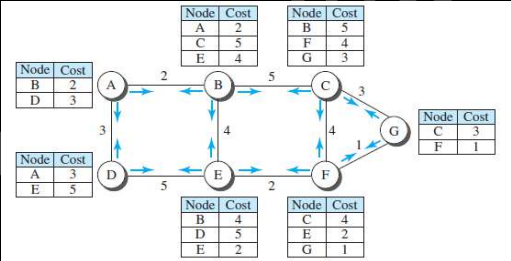 Node Cost
A 2
C 5
E 4
Node Cost
B 5
F 4
G 3
Node Cost
B 2
D 3
A
2
B
5
C
3
G
Node Cost
C 3
F 1
3
4
4
1
Node Cost
A 3
E 5
D
5
E
2
F
Node Cost
B 4
D 5
E 2
Node Cost
C 4
E 2
G 1